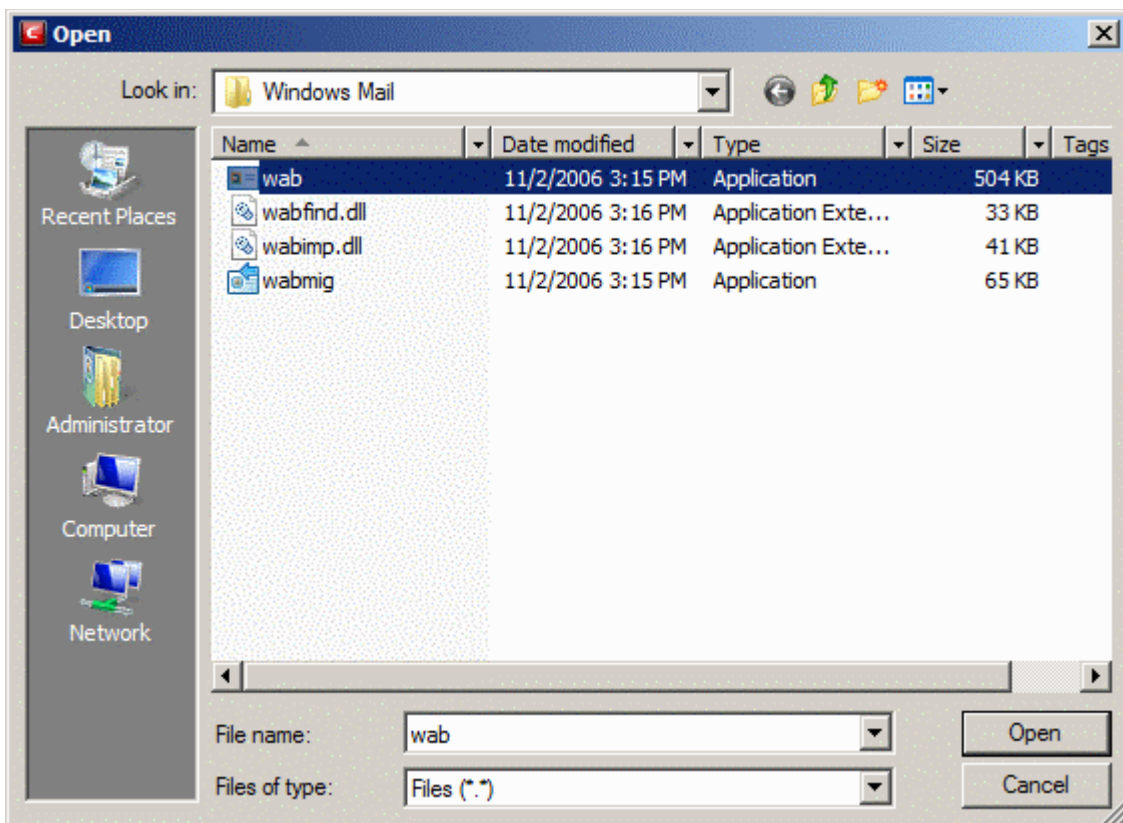 Open
Look in: Windows Mail
Name Date modified Type Size Tags
wab 11/2/2006 3:15 PM Application 504 KB
wabfind.dll 11/2/2006 3:16 PM Application Exte... 33 KB
wabimp.dll 11/2/2006 3:16 PM Application Exte... 41 KB
wabmig 11/2/2006 3:15 PM Application 65 KB
Recent Places
Desktop
Administrator
Computer
Network
File name: wab Open
Files of type: Files (*.*) Cancel